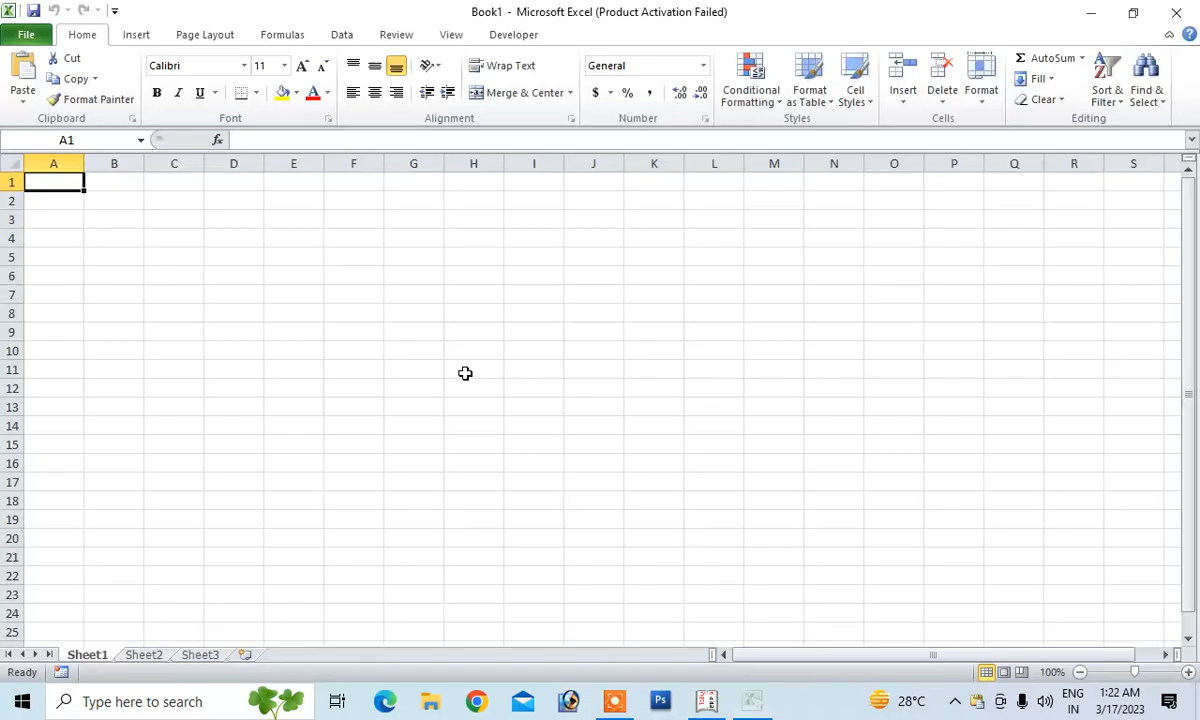 Book1 - Microsoft Excel (Product Activation Failed)
File Home Insert Page Layout Formulas Data Review View Developer
Paste
Cut
Copy
Format Painter
Clipboard
Calibri 11
B I U
Font
Wrap Text
Merge & Center
Alignment
General
$ % ,
Number
Conditional Formatting
Format as Table
Cell Styles
Styles
Insert Delete Format
Cells
Σ AutoSum
Fill
Clear
Sort & Filter
Find & Select
Editing
A1 fx
A B C D E F G H I J K L M N O P Q R S
1
2
3
4
5
6
7
8
9
10
11
12
13
14
15
16
17
18
19
20
21
22
23
24
25
Sheet1 Sheet2 Sheet3
Ready 100%
Type here to search
Ps
28°C
ENG
IN
1:22 AM
3/17/2023